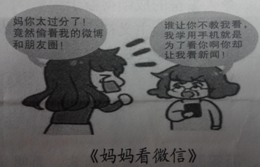 妈你太过分了！
竟然偷看我的微博
和朋友圈！
谁让你不教我看，
我学用手机就是
为了看你啊你却
让我看新闻！
《妈妈看微信》